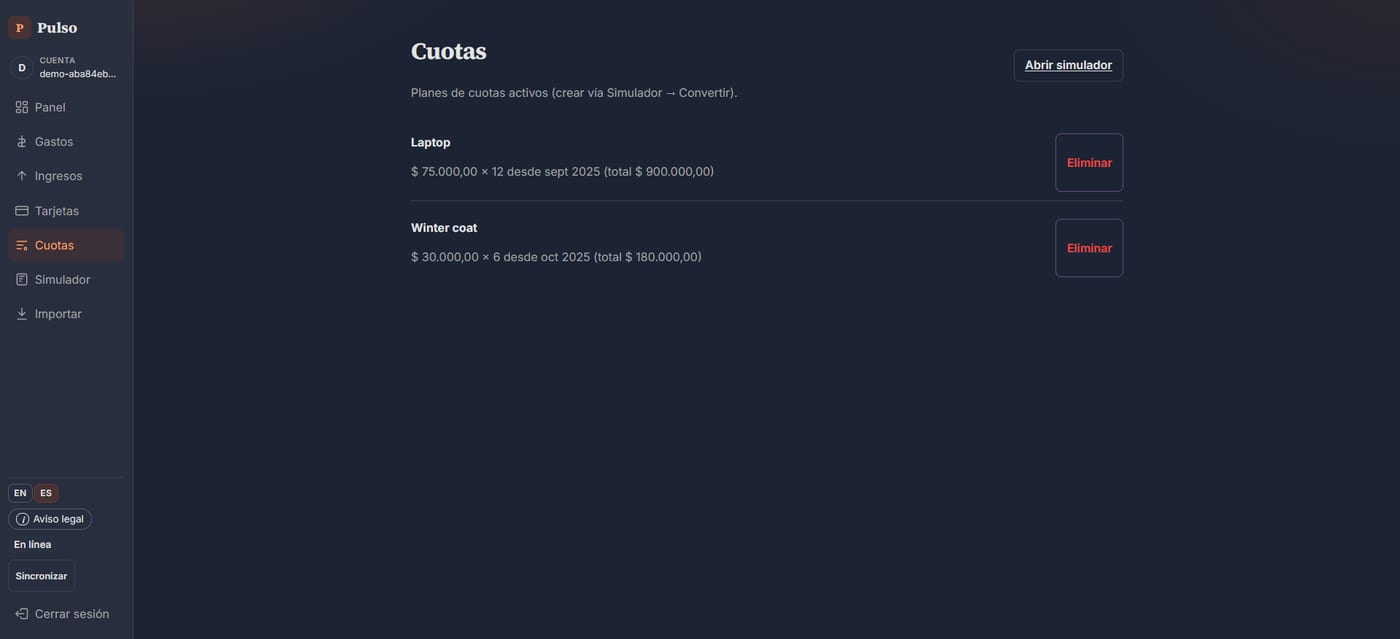 P Pulso
D
CUENTA
demo-aba84eb...
Panel
Gastos
Ingresos
Tarjetas
Cuotas
Simulador
Importar
EN ES
i Aviso legal
En línea
Sincronizar
Cerrar sesión
Cuotas
Abrir simulador
Planes de cuotas activos (crear vía Simulador → Convertir).
Laptop
$ 75.000,00 × 12 desde sept 2025 (total $ 900.000,00)
Eliminar
Winter coat
$ 30.000,00 × 6 desde oct 2025 (total $ 180.000,00)
Eliminar